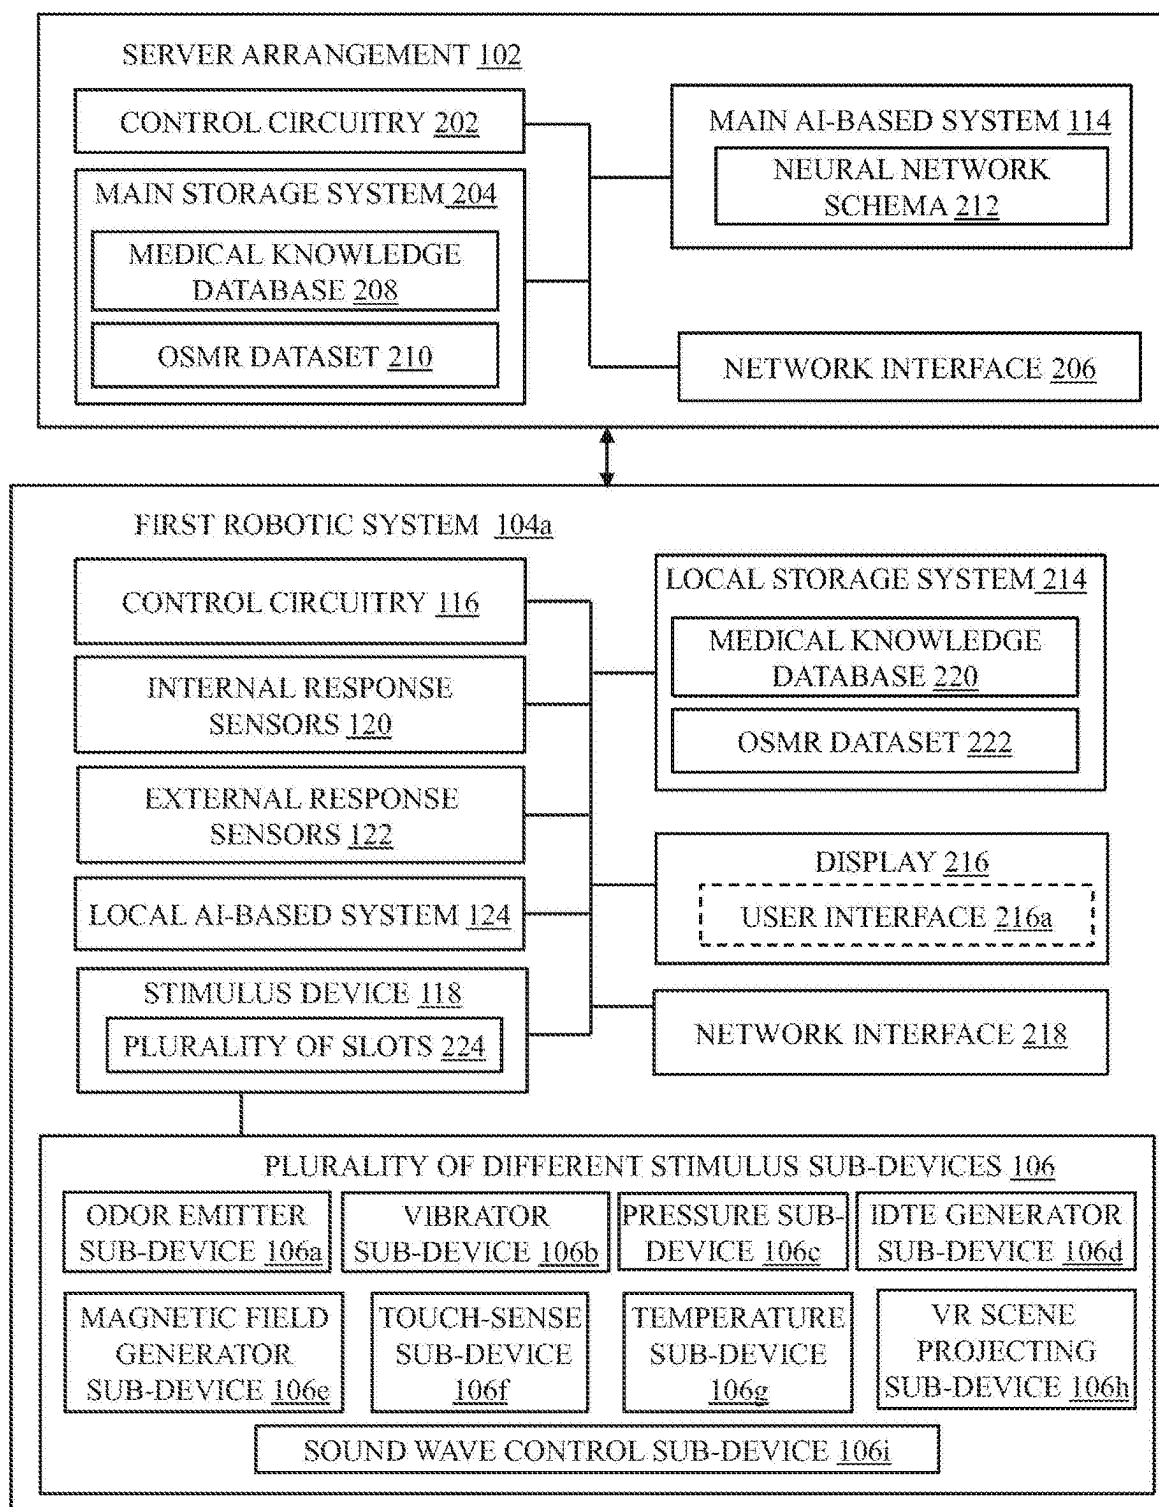 SERVER ARRANGEMENT 102
CONTROL CIRCUITRY 202
MAIN STORAGE SYSTEM 204
MEDICAL KNOWLEDGE
DATABASE 208
OSMR DATASET 210
MAIN AI-BASED SYSTEM 114
NEURAL NETWORK
SCHEMA 212
NETWORK INTERFACE 206
FIRST ROBOTIC SYSTEM 104a
CONTROL CIRCUITRY 116
INTERNAL RESPONSE
SENSORS 120
EXTERNAL RESPONSE
SENSORS 122
LOCAL AI-BASED SYSTEM 124
STIMULUS DEVICE 118
PLURALITY OF SLOTS 224
LOCAL STORAGE SYSTEM 214
MEDICAL KNOWLEDGE
DATABASE 220
OSMR DATASET 222
DISPLAY 216
USER INTERFACE 216a
NETWORK INTERFACE 218
PLURALITY OF DIFFERENT STIMULUS SUB-DEVICES 106
ODOR EMITTER
SUB-DEVICE 106a
VIBRATOR
SUB-DEVICE 106b
PRESSURE SUB-
DEVICE 106c
IDTE GENERATOR
SUB-DEVICE 106d
MAGNETIC FIELD
GENERATOR
SUB-DEVICE 106e
TOUCH-SENSE
SUB-DEVICE
106f
TEMPERATURE
SUB-DEVICE
106g
VR SCENE
PROJECTING
SUB-DEVICE 106h
SOUND WAVE CONTROL SUB-DEVICE 106i